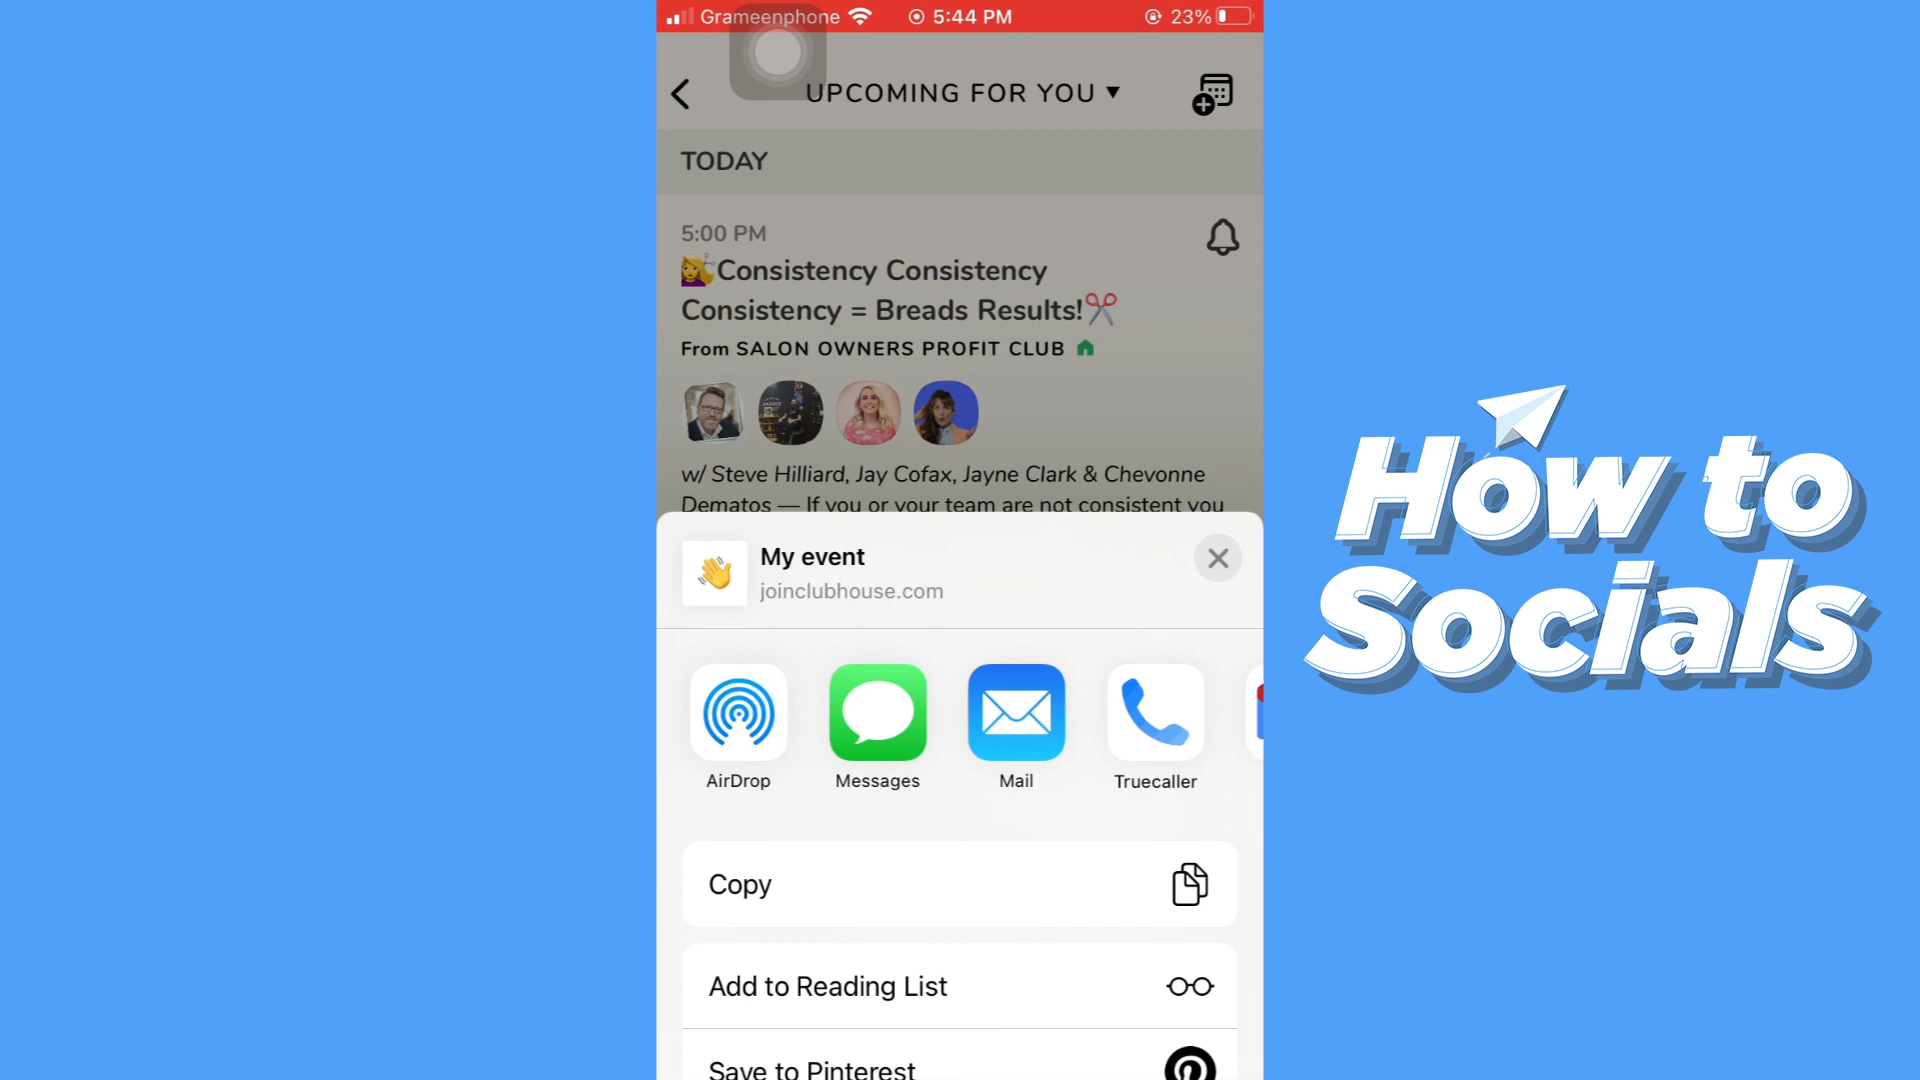 Grameenphone 5:44 PM 23%
UPCOMING FOR YOU ▼
TODAY
5:00 PM
💇‍♀️Consistency Consistency
Consistency = Breads Results!✂️
From SALON OWNERS PROFIT CLUB
w/ Steve Hilliard, Jay Cofax, Jayne Clark & Chevonne
Dematos — If you or your team are not consistent you
My event
joinclubhouse.com
AirDrop
Messages
Mail
Truecaller
Copy
Add to Reading List
Save to Pinterest
How to
Socials